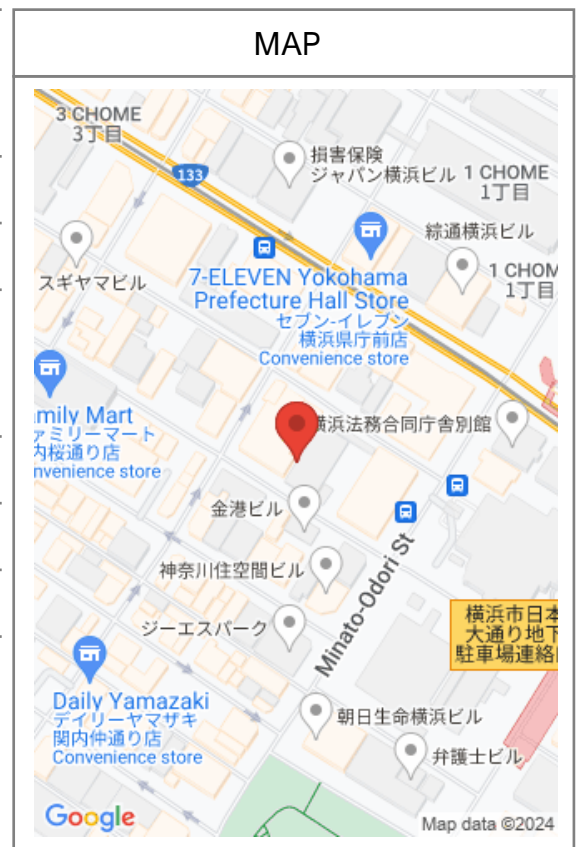 MAP
3 CHOME
3丁目
133
損害保険
ジャパン横浜ビル
1 CHOME
1丁目
綜通横浜ビル
スギヤマビル
7-ELEVEN Yokohama
Prefecture Hall Store
セブン-イレブン
横浜県庁前店
Convenience store
1 CHOM
1丁目
mily Mart
ァミリーマート
内桜通り店
nvenience store
横浜法務合同庁舎別館
金港ビル
神奈川住空間ビル
ジーエスパーク
Minato-Odori St
横浜市日本
大通り地下
駐車場連絡
Daily Yamazaki
デイリーヤマザキ
関内仲通り店
Convenience store
朝日生命横浜ビル
弁護士ビル
Google
Map data ©2024